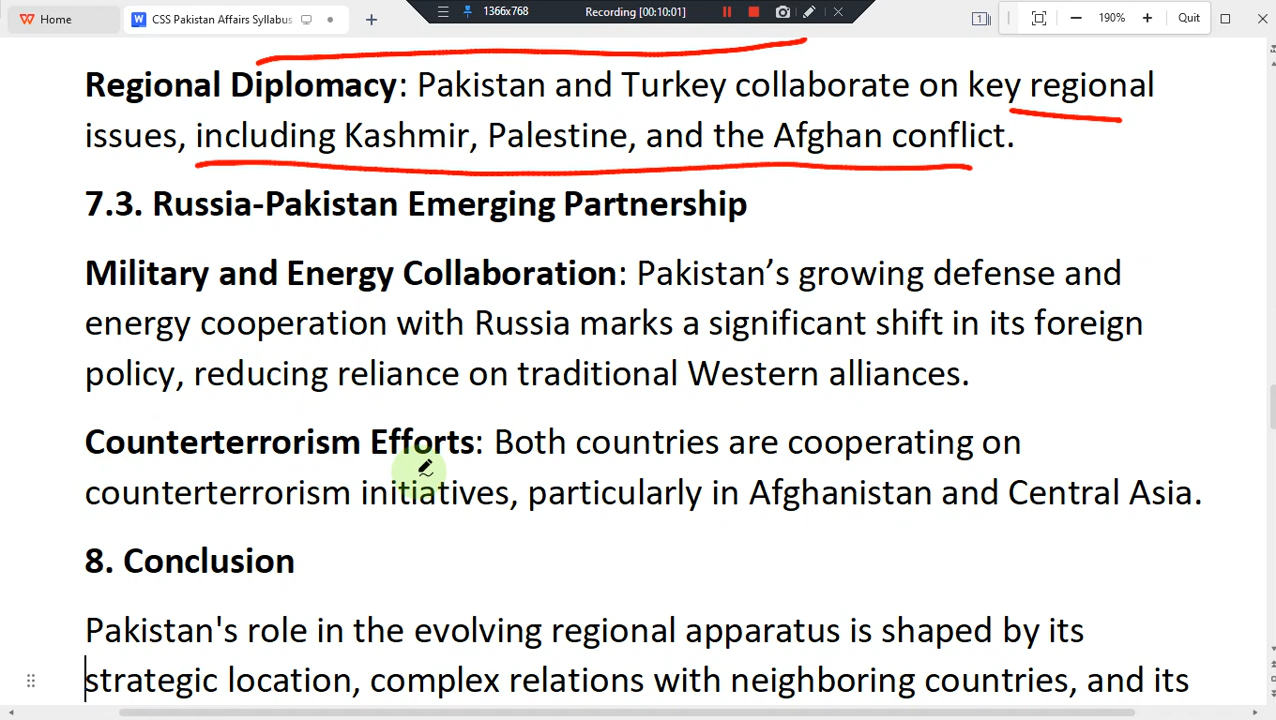 Home
CSS Pakistan Affairs Syllabus
1366x768
Recording [00:10:01]
1
190%
Quit
Regional Diplomacy: Pakistan and Turkey collaborate on key regional
issues, including Kashmir, Palestine, and the Afghan conflict.
7.3. Russia-Pakistan Emerging Partnership
Military and Energy Collaboration: Pakistan’s growing defense and
energy cooperation with Russia marks a significant shift in its foreign
policy, reducing reliance on traditional Western alliances.
Counterterrorism Efforts: Both countries are cooperating on
counterterrorism initiatives, particularly in Afghanistan and Central Asia.
8. Conclusion
Pakistan's role in the evolving regional apparatus is shaped by its
strategic location, complex relations with neighboring countries, and its